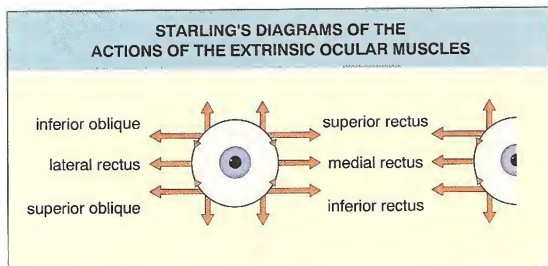 STARLING'S DIAGRAMS OF THE
ACTIONS OF THE EXTRINSIC OCULAR MUSCLES
inferior oblique
superior rectus
lateral rectus
medial rectus
superior oblique
inferior rectus